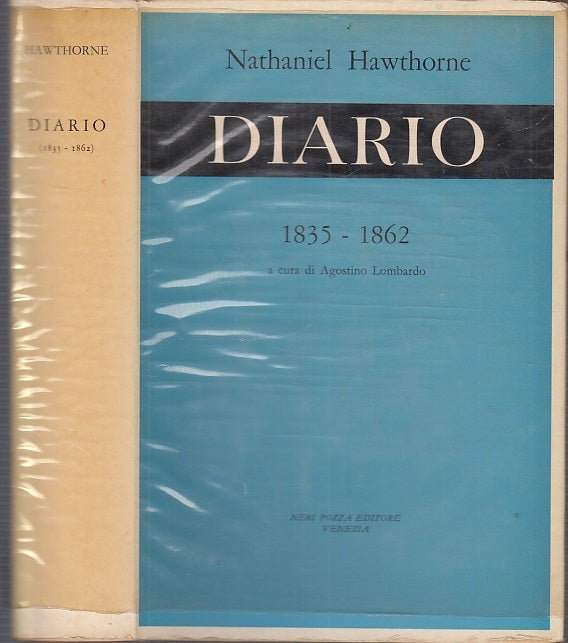 HAWTHORNE
DIARIO
(1835 - 1862)
Nathaniel Hawthorne
DIARIO
1835 - 1862
a cura di Agostino Lombardo
NERI POZZA EDITORE
VENEZIA